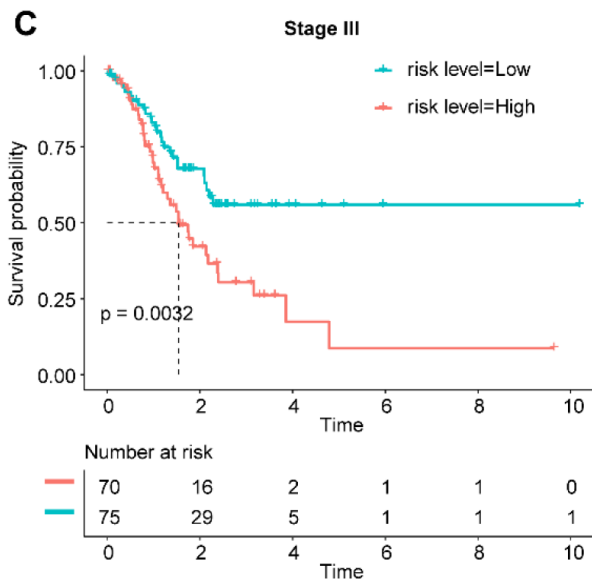 C
Stage III
risk level=Low
risk level=High
1.00
0.75
0.50
0.25
0.00
Survival probability
p = 0.0032
0 2 4 6 8 10
Time
Number at risk
70 16 2 1 1 0
75 29 5 1 1 1
0 2 4 6 8 10
Time